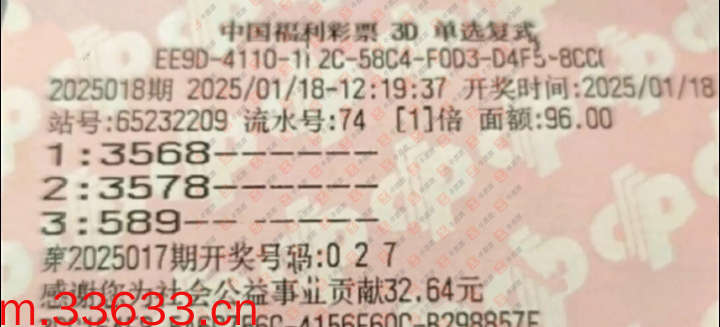 中国福利彩票 3D 单选复式
EE9D-4110-1 2C-58C4-F0D3-D4F5-8CC
2025018期 2025/01/18-12:19:37 开奖时间:2025/01/18
站号:65232209 流水号:74 [1]倍 面额:96.00
1:3568------
2:3578------
3:589-------
第2025017期开奖号码:0 2 7
感谢您为社会公益事业贡献32.64元
m.33633.cn
4156F60C-B298857F